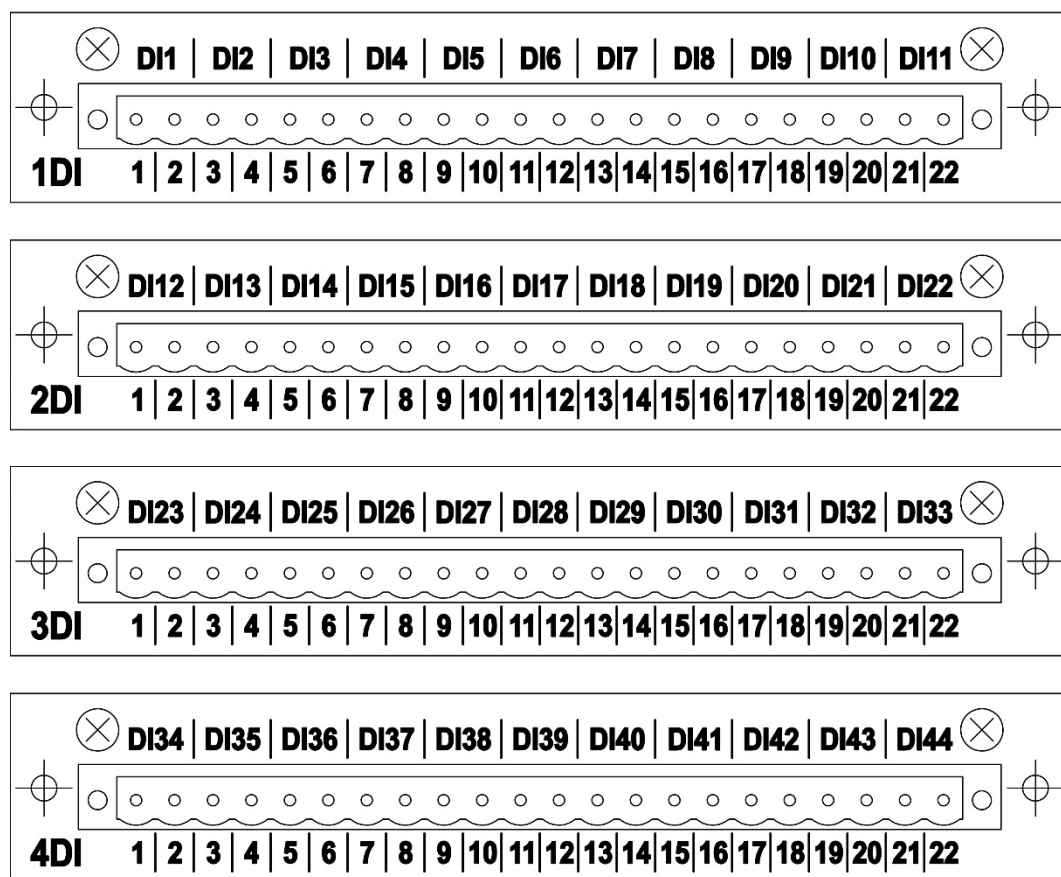 DI1 | DI2 | DI3 | DI4 | DI5 | DI6 | DI7 | DI8 | DI9 | DI10 | DI11
1DI 1 | 2 | 3 | 4 | 5 | 6 | 7 | 8 | 9 | 10 | 11 | 12 | 13 | 14 | 15 | 16 | 17 | 18 | 19 | 20 | 21 | 22
DI12 | DI13 | DI14 | DI15 | DI16 | DI17 | DI18 | DI19 | DI20 | DI21 | DI22
2DI 1 | 2 | 3 | 4 | 5 | 6 | 7 | 8 | 9 | 10 | 11 | 12 | 13 | 14 | 15 | 16 | 17 | 18 | 19 | 20 | 21 | 22
DI23 | DI24 | DI25 | DI26 | DI27 | DI28 | DI29 | DI30 | DI31 | DI32 | DI33
3DI 1 | 2 | 3 | 4 | 5 | 6 | 7 | 8 | 9 | 10 | 11 | 12 | 13 | 14 | 15 | 16 | 17 | 18 | 19 | 20 | 21 | 22
DI34 | DI35 | DI36 | DI37 | DI38 | DI39 | DI40 | DI41 | DI42 | DI43 | DI44
4DI 1 | 2 | 3 | 4 | 5 | 6 | 7 | 8 | 9 | 10 | 11 | 12 | 13 | 14 | 15 | 16 | 17 | 18 | 19 | 20 | 21 | 22